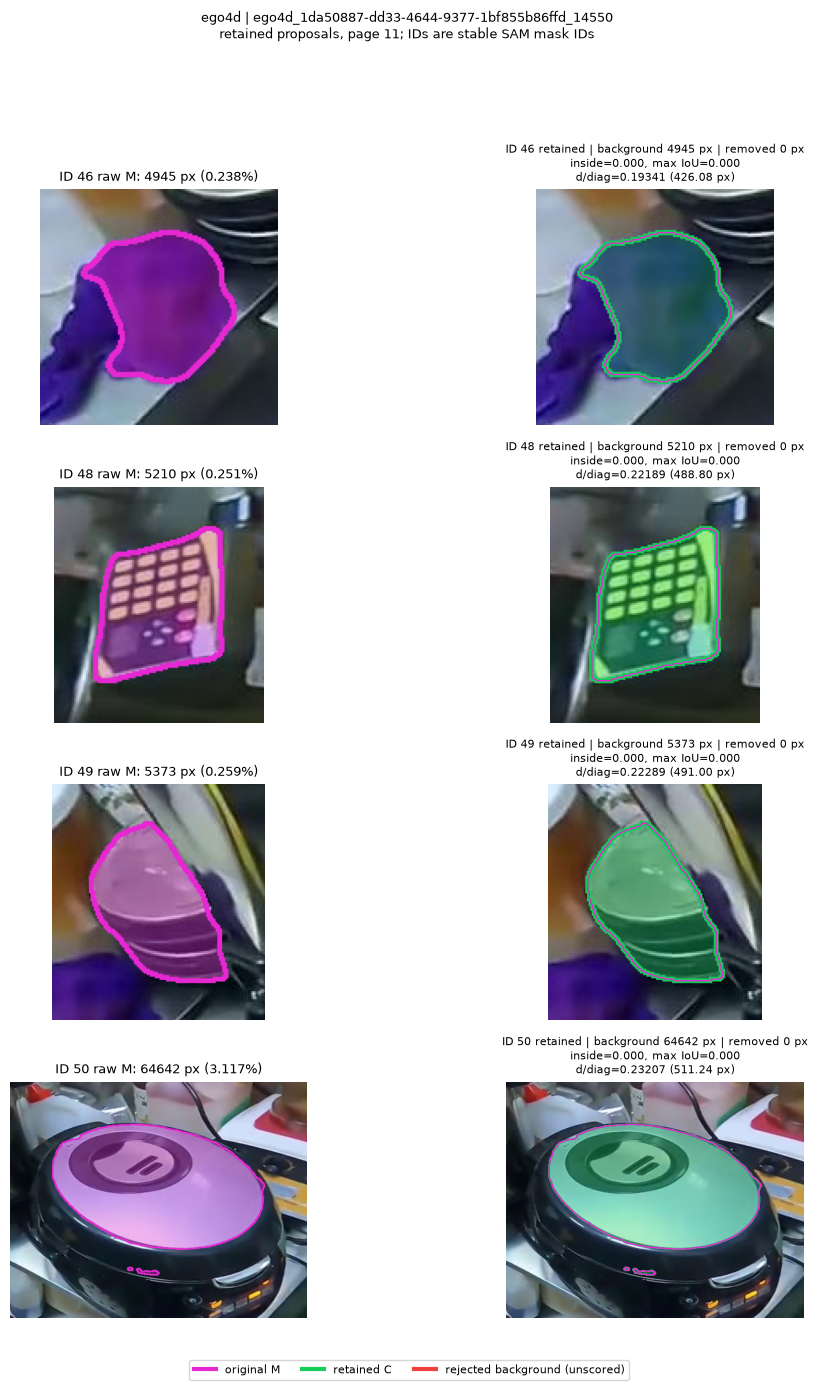 ego4d | ego4d_1da50887-dd33-4644-9377-1bf855b86ffd_14550
retained proposals, page 11; IDs are stable SAM mask IDs
ID 46 raw M: 4945 px (0.238%)
ID 46 retained | background 4945 px | removed 0 px
inside=0.000, max IoU=0.000
d/diag=0.19341 (426.08 px)
ID 48 raw M: 5210 px (0.251%)
ID 48 retained | background 5210 px | removed 0 px
inside=0.000, max IoU=0.000
d/diag=0.22189 (488.80 px)
ID 49 raw M: 5373 px (0.259%)
ID 49 retained | background 5373 px | removed 0 px
inside=0.000, max IoU=0.000
d/diag=0.22289 (491.00 px)
ID 50 raw M: 64642 px (3.117%)
ID 50 retained | background 64642 px | removed 0 px
inside=0.000, max IoU=0.000
d/diag=0.23207 (511.24 px)
original M
retained C
rejected background (unscored)